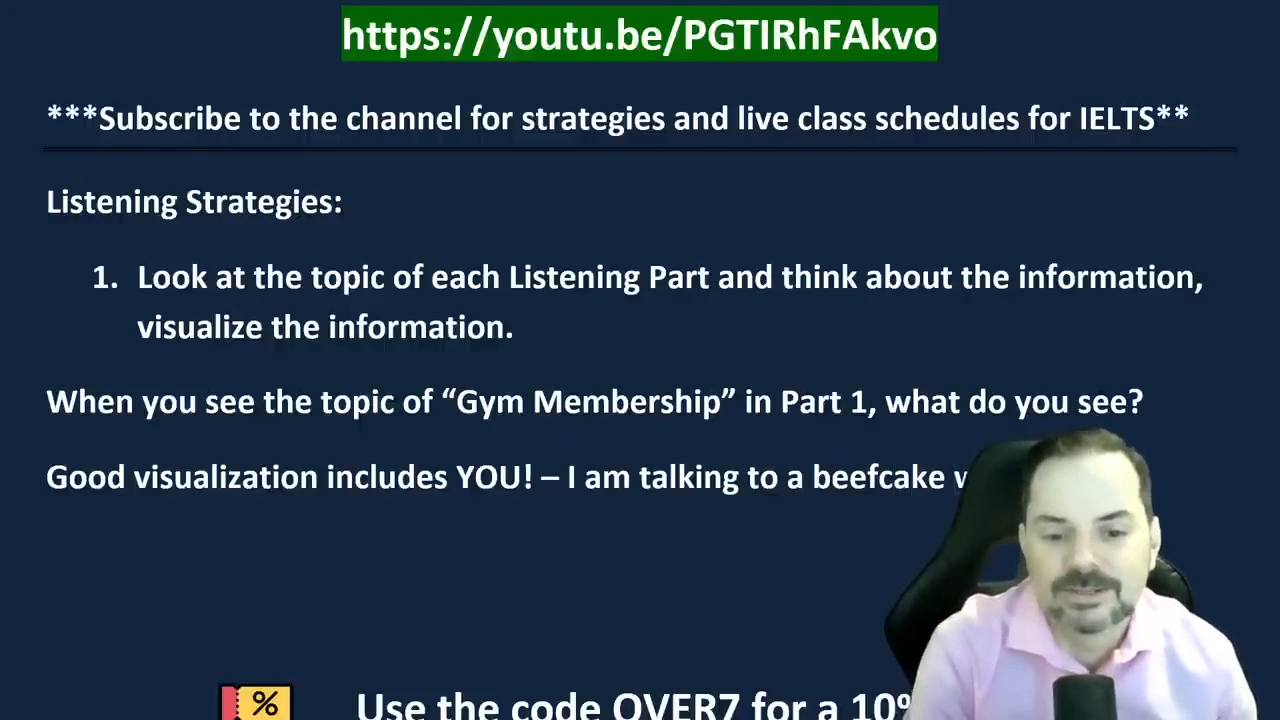 https://youtu.be/PGTIRhFAkvo
***Subscribe to the channel for strategies and live class schedules for IELTS**
Listening Strategies:
1. Look at the topic of each Listening Part and think about the information,
visualize the information.
When you see the topic of “Gym Membership” in Part 1, what do you see?
Good visualization includes YOU! – I am talking to a beefcake
%
Use the code OVER7 for a 10%